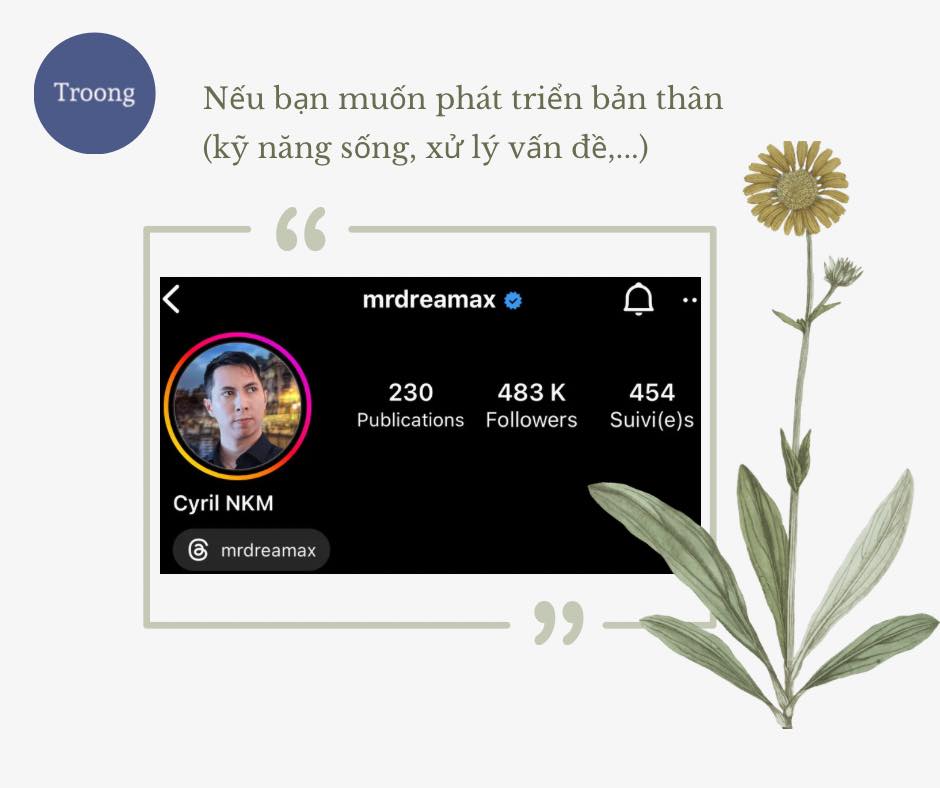 Troong
Nếu bạn muốn phát triển bản thân
(kỹ năng sống, xử lý vấn đề,...)
“
mrdreamax
230 483 K 454
Publications Followers Suivi(e)s
Cyril NKM
mrdreamax
”